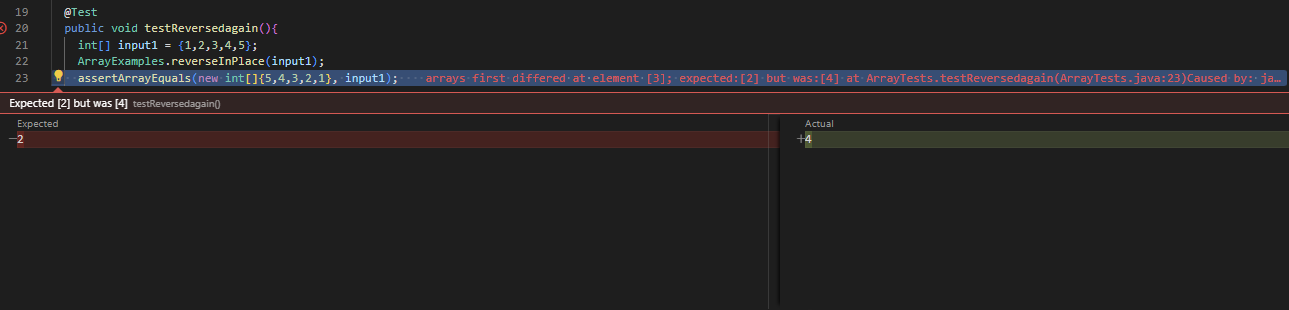 19 @Test
20 public void testReversedagain(){
21 int[] input1 = {1,2,3,4,5};
22 ArrayExamples.reverseInPlace(input1);
23 assertArrayEquals(new int[]{5,4,3,2,1}, input1); arrays first differed at element [3]; expected:[2] but was:[4] at ArrayTests.testReversedagain(ArrayTests.java:23)Caused by: ja…
Expected [2] but was [4] testReversedagain()
Expected Actual
−2 +4